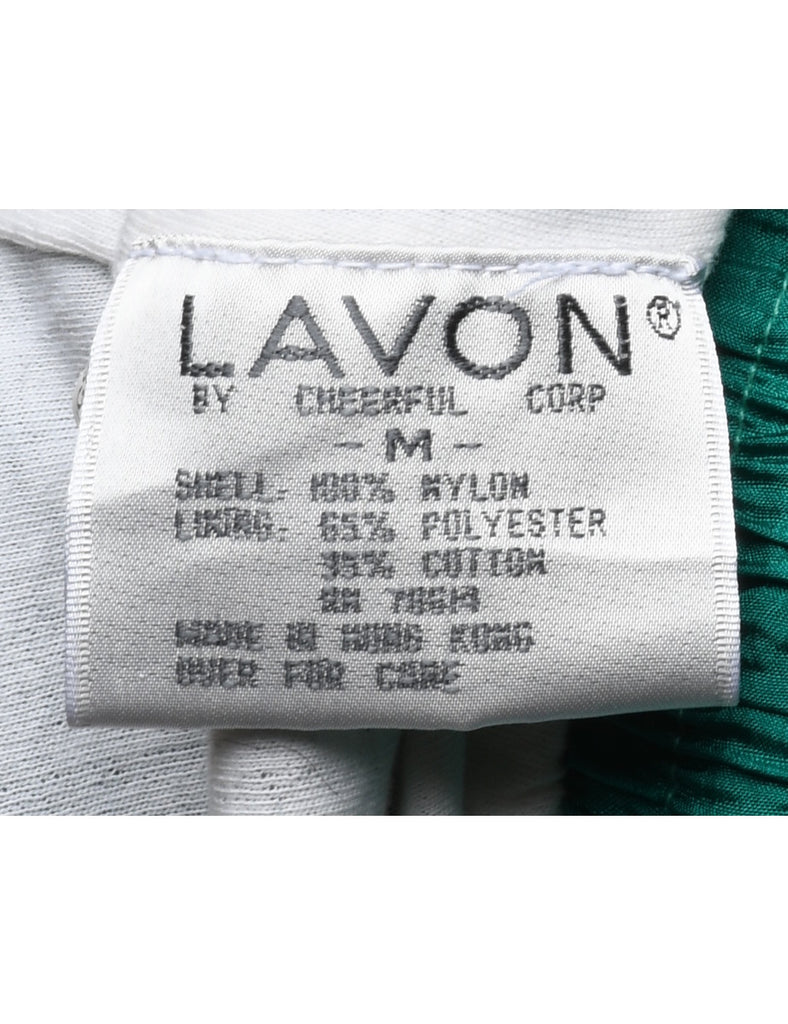 LAVON®
BY CHEERFUL CORP
- M -
SHELL: 100% NYLON
LINING: 65% POLYESTER
35% COTTON
RN 78614
MADE IN HONG KONG
OVER FOR CARE